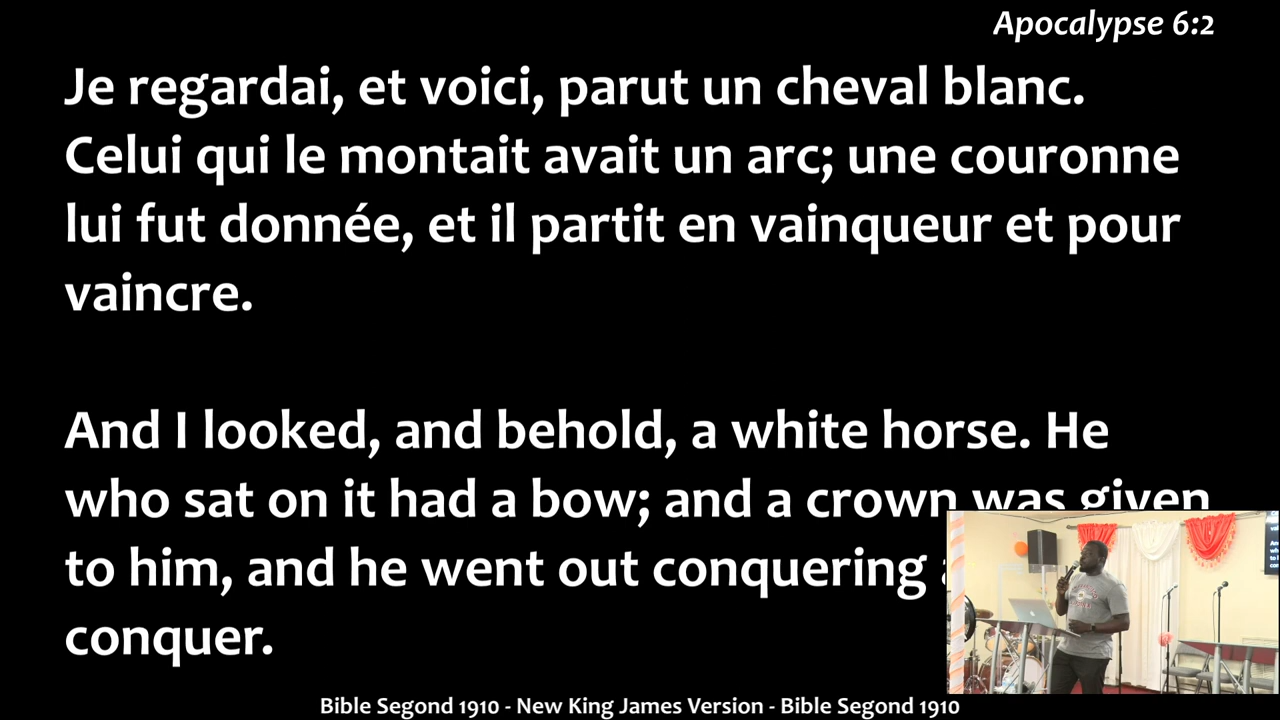 Apocalypse 6:2
Je regardai, et voici, parut un cheval blanc.
Celui qui le montait avait un arc; une couronne
lui fut donnée, et il partit en vainqueur et pour
vaincre.
And I looked, and behold, a white horse. He
who sat on it had a bow; and a crown was given
to him, and he went out conquering
conquer.
Bible Segond 1910 - New King James Version - Bible Segond 1910